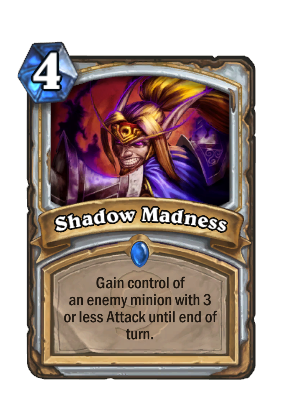 4
Shadow Madness
Gain control of
an enemy minion with 3
or less Attack until end of
turn.